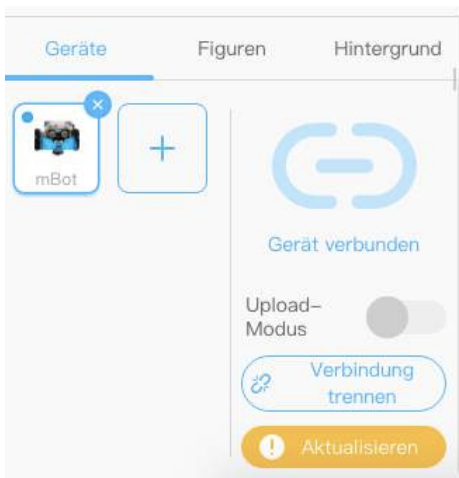 Geräte Figuren Hintergrund
mBot
Gerät verbunden
Upload-
Modus
Verbindung
trennen
Aktualisieren